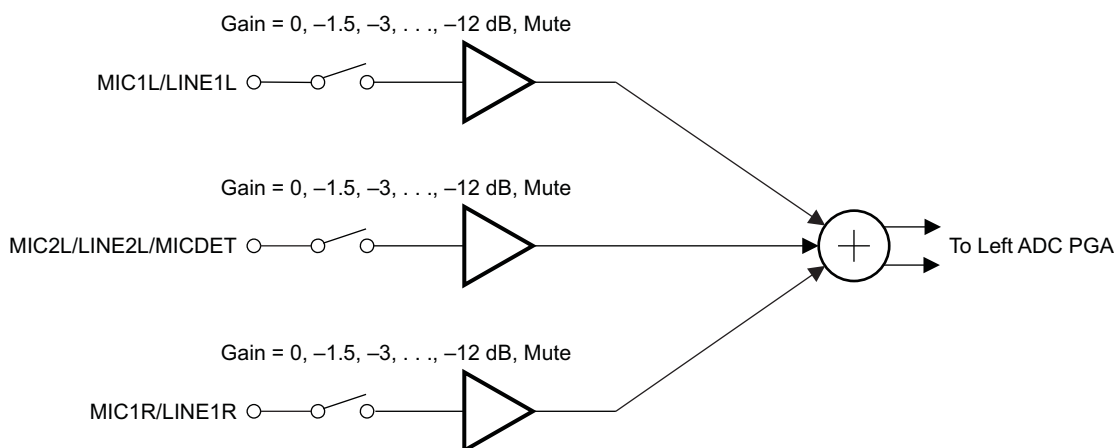 Gain = 0, –1.5, –3, . . ., –12 dB, Mute
MIC1L/LINE1L
Gain = 0, –1.5, –3, . . ., –12 dB, Mute
MIC2L/LINE2L/MICDET
+
To Left ADC PGA
Gain = 0, –1.5, –3, . . ., –12 dB, Mute
MIC1R/LINE1R